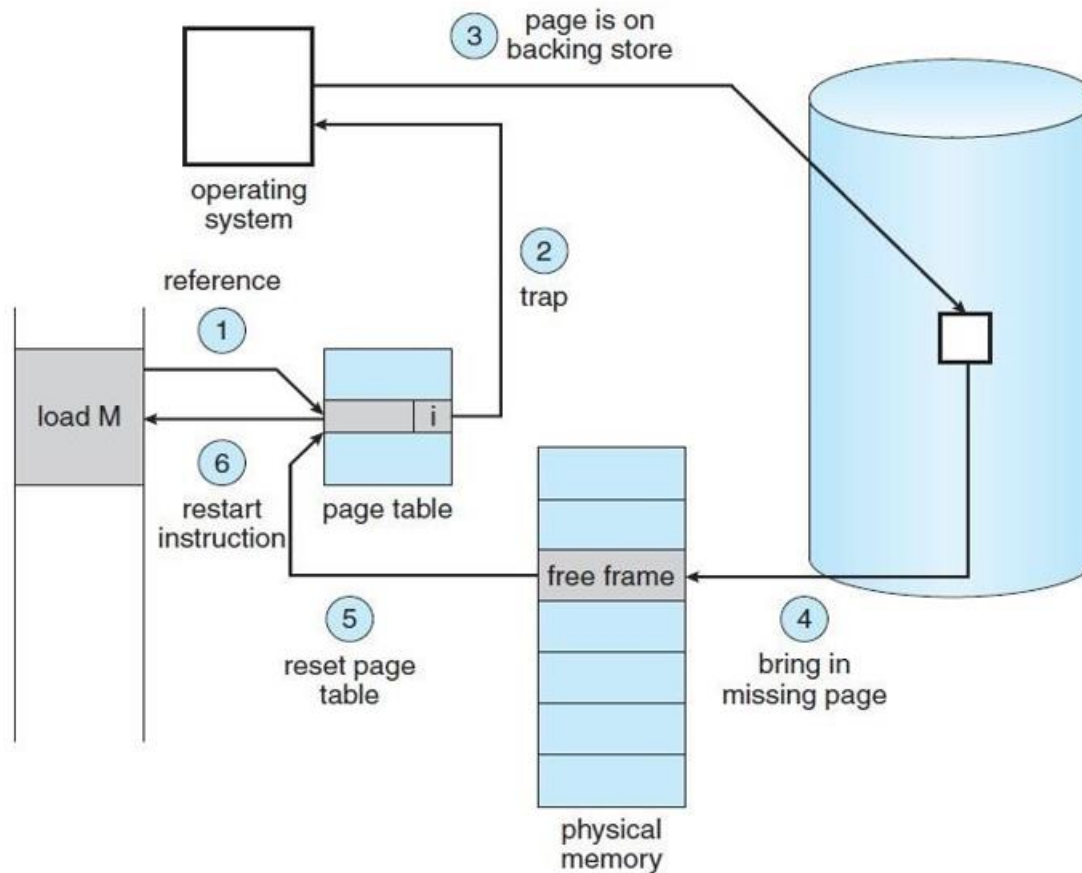 3
page is on
backing store
operating
system
2
trap
reference
1
load M
i
6
restart
instruction
page table
free frame
5
reset page
table
4
bring in
missing page
physical
memory